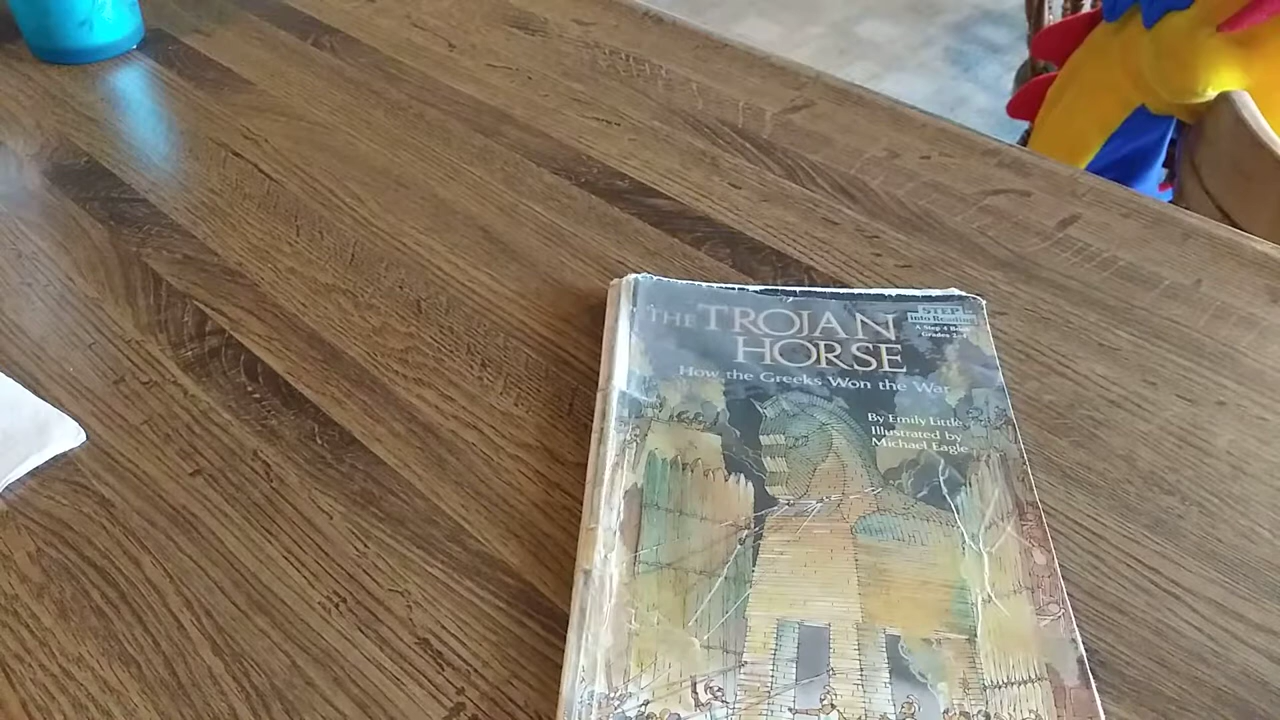 THE TROJAN
HORSE
How the Greeks Won the War
STEP
into Reading
A Step 4 Book
Grades 2-4
By Emily Little
Illustrated by
Michael Eagle